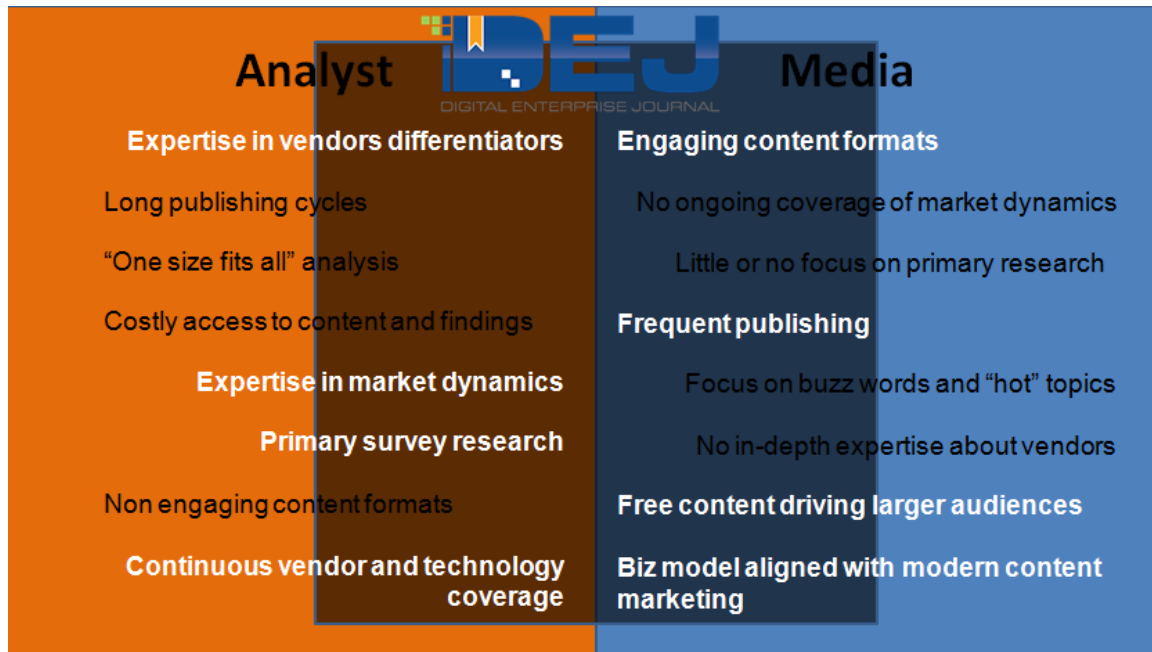 DEJ
Analyst
Media
DIGITAL ENTERPRISE JOURNAL
Expertise in vendors differentiators
Long publishing cycles
“One size fits all” analysis
Costly access to content and findings
Expertise in market dynamics
Primary survey research
Non engaging content formats
Continuous vendor and technology
coverage
Engaging content formats
No ongoing coverage of market dynamics
Little or no focus on primary research
Frequent publishing
Focus on buzz words and “hot” topics
No in-depth expertise about vendors
Free content driving larger audiences
Biz model aligned with modern content
marketing